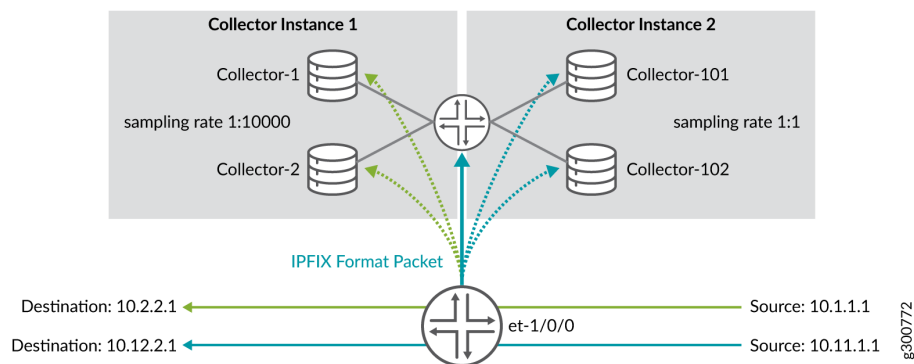 Collector Instance 1
Collector Instance 2
Collector-1
Collector-101
sampling rate 1:10000
sampling rate 1:1
Collector-2
Collector-102
IPFIX Format Packet
Destination: 10.2.2.1
Source: 10.1.1.1
et-1/0/0
Destination: 10.12.2.1
Source: 10.11.1.1
g300772